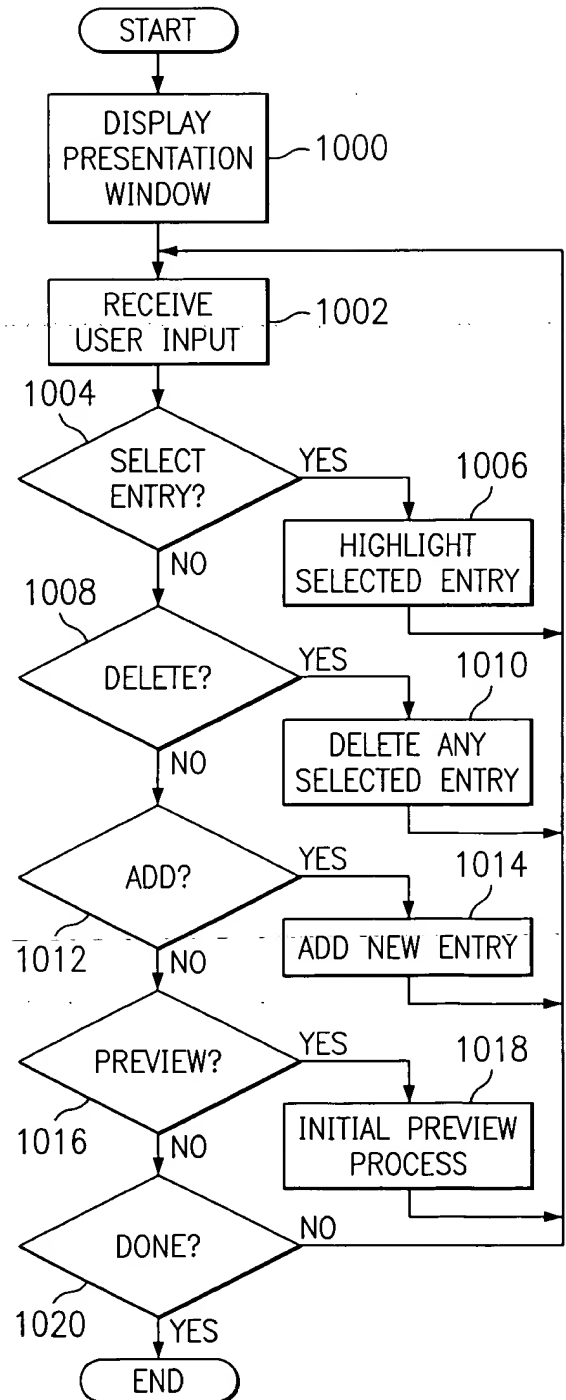 START
DISPLAY
PRESENTATION
WINDOW
1000
RECEIVE
USER INPUT
1002
1004
SELECT
ENTRY?
YES
1006
HIGHLIGHT
SELECTED ENTRY
NO
1008
DELETE?
YES
1010
DELETE ANY
SELECTED ENTRY
NO
ADD?
YES
1014
ADD NEW ENTRY
1012
NO
PREVIEW?
YES
1018
INITIAL PREVIEW
PROCESS
1016
NO
DONE?
NO
1020
YES
END